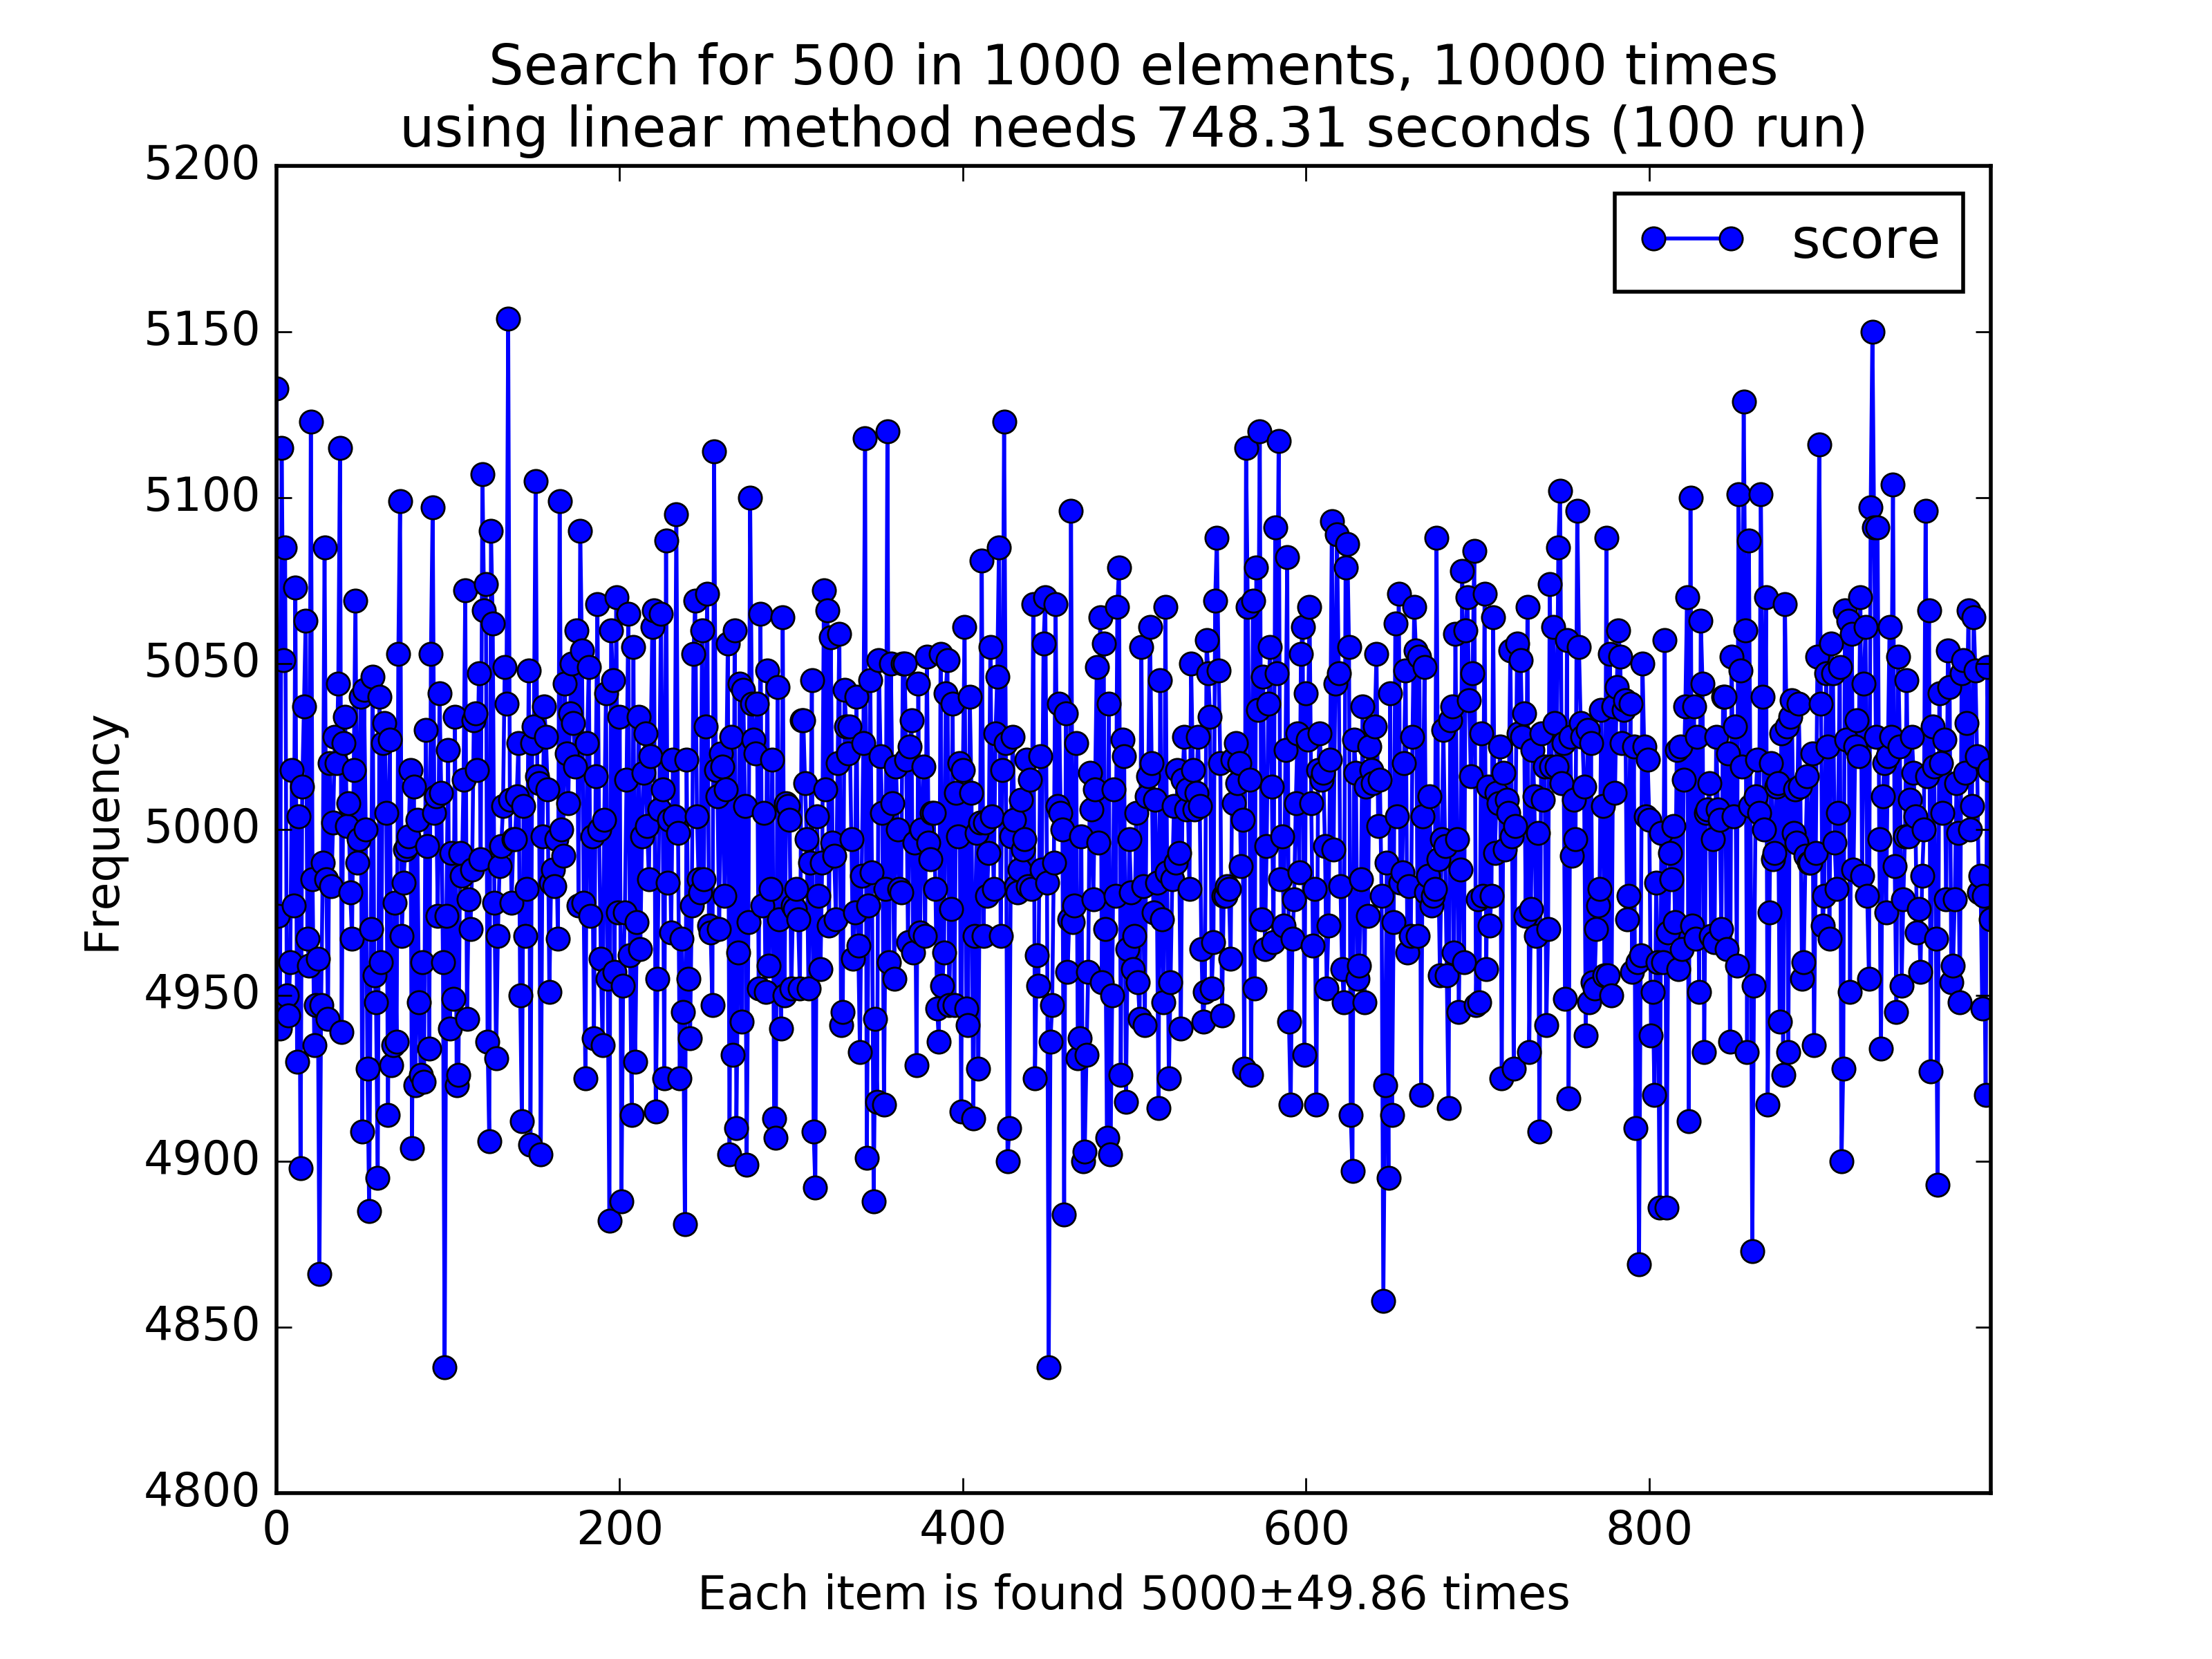 Search for 500 in 1000 elements, 10000 times
using linear method needs 748.31 seconds (100 run)
5200
score
5150
5100
5050
5000
4950
4900
4850
4800
Frequency
0 200 400 600 800
Each item is found 5000±49.86 times